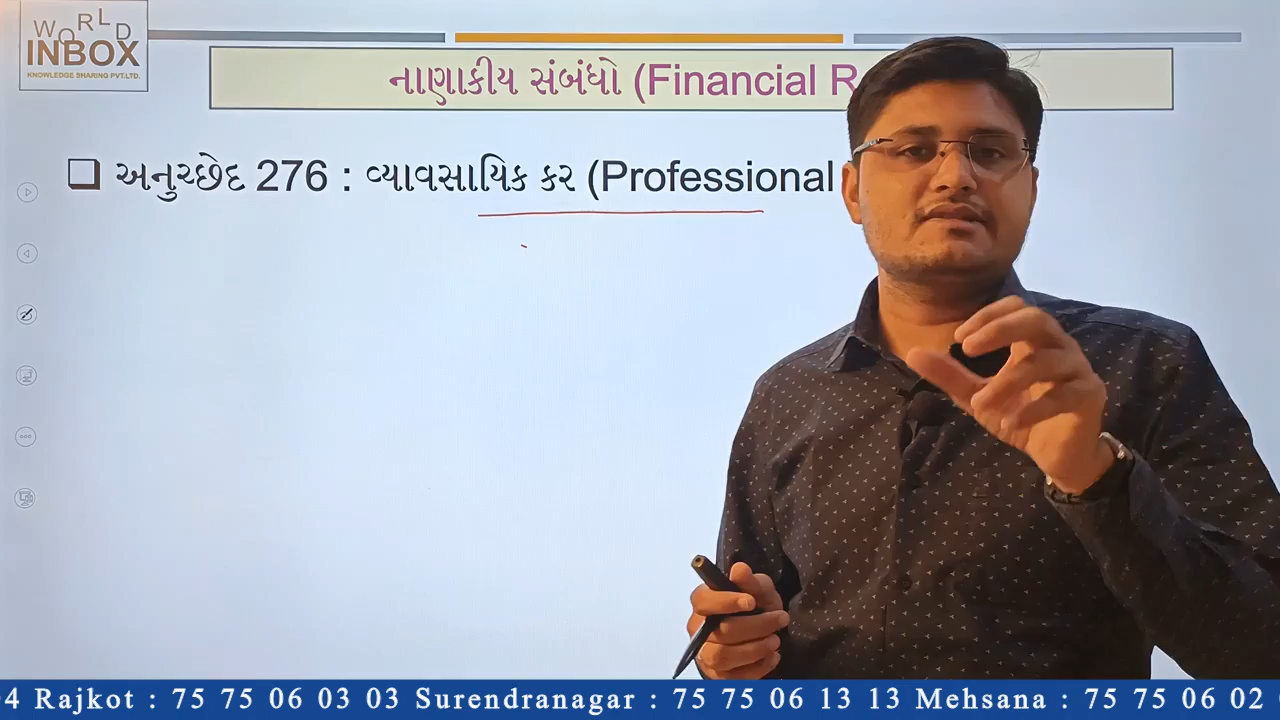 WORLD
INBOX
KNOWLEDGE SHARING PVT.LTD.
નાણાકીય સંબંધો (Financial R
❑ અનુચ્છેદ 276 : વ્યાવસાયિક કર (Professional
04 Rajkot : 75 75 06 03 03 Surendranagar : 75 75 06 13 13 Mehsana : 75 75 06 02